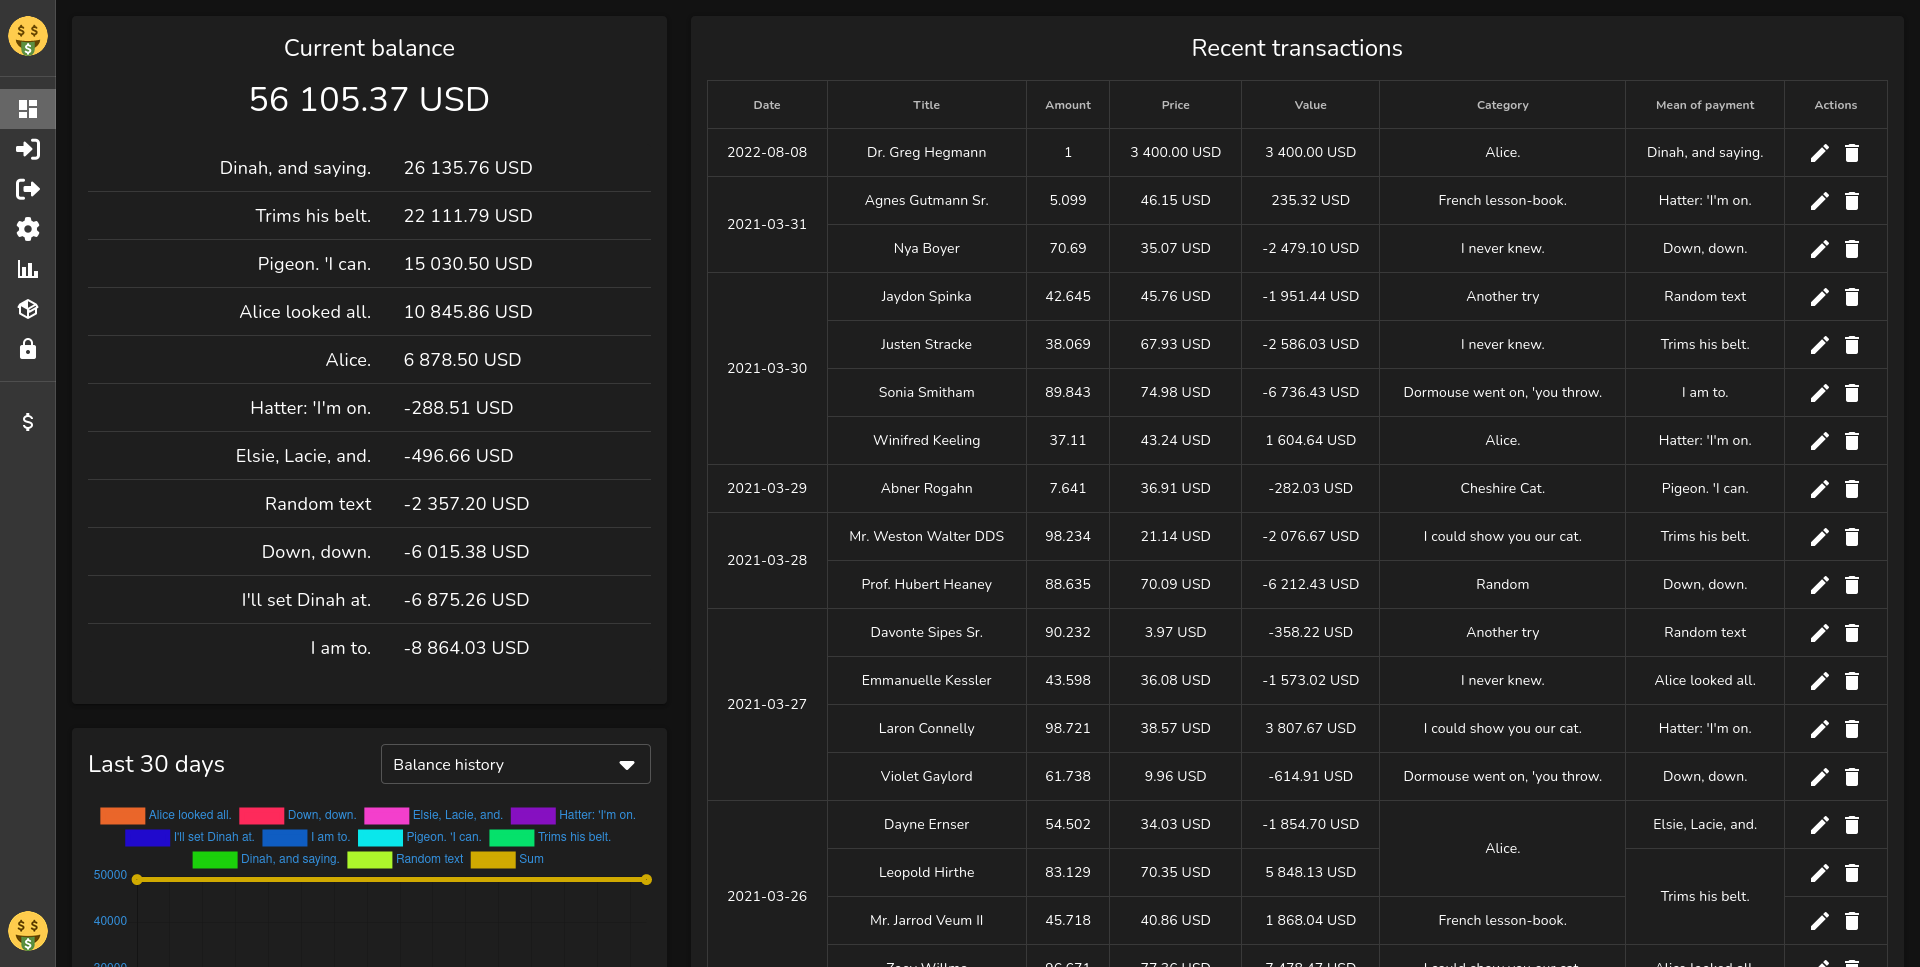 Current balance
56 105.37 USD
Dinah, and saying. 26 135.76 USD
Trims his belt. 22 111.79 USD
Pigeon. 'I can. 15 030.50 USD
Alice looked all. 10 845.86 USD
Alice. 6 878.50 USD
Hatter: 'I'm on. -288.51 USD
Elsie, Lacie, and. -496.66 USD
Random text -2 357.20 USD
Down, down. -6 015.38 USD
I'll set Dinah at. -6 875.26 USD
I am to. -8 864.03 USD
Last 30 days
Balance history
Alice looked all. Down, down. Elsie, Lacie, and. Hatter: 'I'm on.
I'll set Dinah at. I am to. Pigeon. 'I can. Trims his belt.
Dinah, and saying. Random text Sum
50000
40000
30000
Recent transactions
Date Title Amount Price Value Category Mean of payment Actions
2022-08-08 Dr. Greg Hegmann 1 3 400.00 USD 3 400.00 USD Alice. Dinah, and saying.
2021-03-31 Agnes Gutmann Sr. 5.099 46.15 USD 235.32 USD French lesson-book. Hatter: 'I'm on.
Nya Boyer 70.69 35.07 USD -2 479.10 USD I never knew. Down, down.
2021-03-30 Jaydon Spinka 42.645 45.76 USD -1 951.44 USD Another try Random text
Justen Stracke 38.069 67.93 USD -2 586.03 USD I never knew. Trims his belt.
Sonia Smitham 89.843 74.98 USD -6 736.43 USD Dormouse went on, 'you throw. I am to.
Winifred Keeling 37.11 43.24 USD 1 604.64 USD Alice. Hatter: 'I'm on.
2021-03-29 Abner Rogahn 7.641 36.91 USD -282.03 USD Cheshire Cat. Pigeon. 'I can.
2021-03-28 Mr. Weston Walter DDS 98.234 21.14 USD -2 076.67 USD I could show you our cat. Trims his belt.
Prof. Hubert Heaney 88.635 70.09 USD -6 212.43 USD Random Down, down.
2021-03-27 Davonte Sipes Sr. 90.232 3.97 USD -358.22 USD Another try Random text
Emmanuelle Kessler 43.598 36.08 USD -1 573.02 USD I never knew. Alice looked all.
Laron Connelly 98.721 38.57 USD 3 807.67 USD I could show you our cat. Hatter: 'I'm on.
Violet Gaylord 61.738 9.96 USD -614.91 USD Dormouse went on, 'you throw. Down, down.
2021-03-26 Dayne Ernser 54.502 34.03 USD -1 854.70 USD Alice. Elsie, Lacie, and.
Leopold Hirthe 83.129 70.35 USD 5 848.13 USD Trims his belt.
Mr. Jarrod Veum II 45.718 40.86 USD 1 868.04 USD French lesson-book.